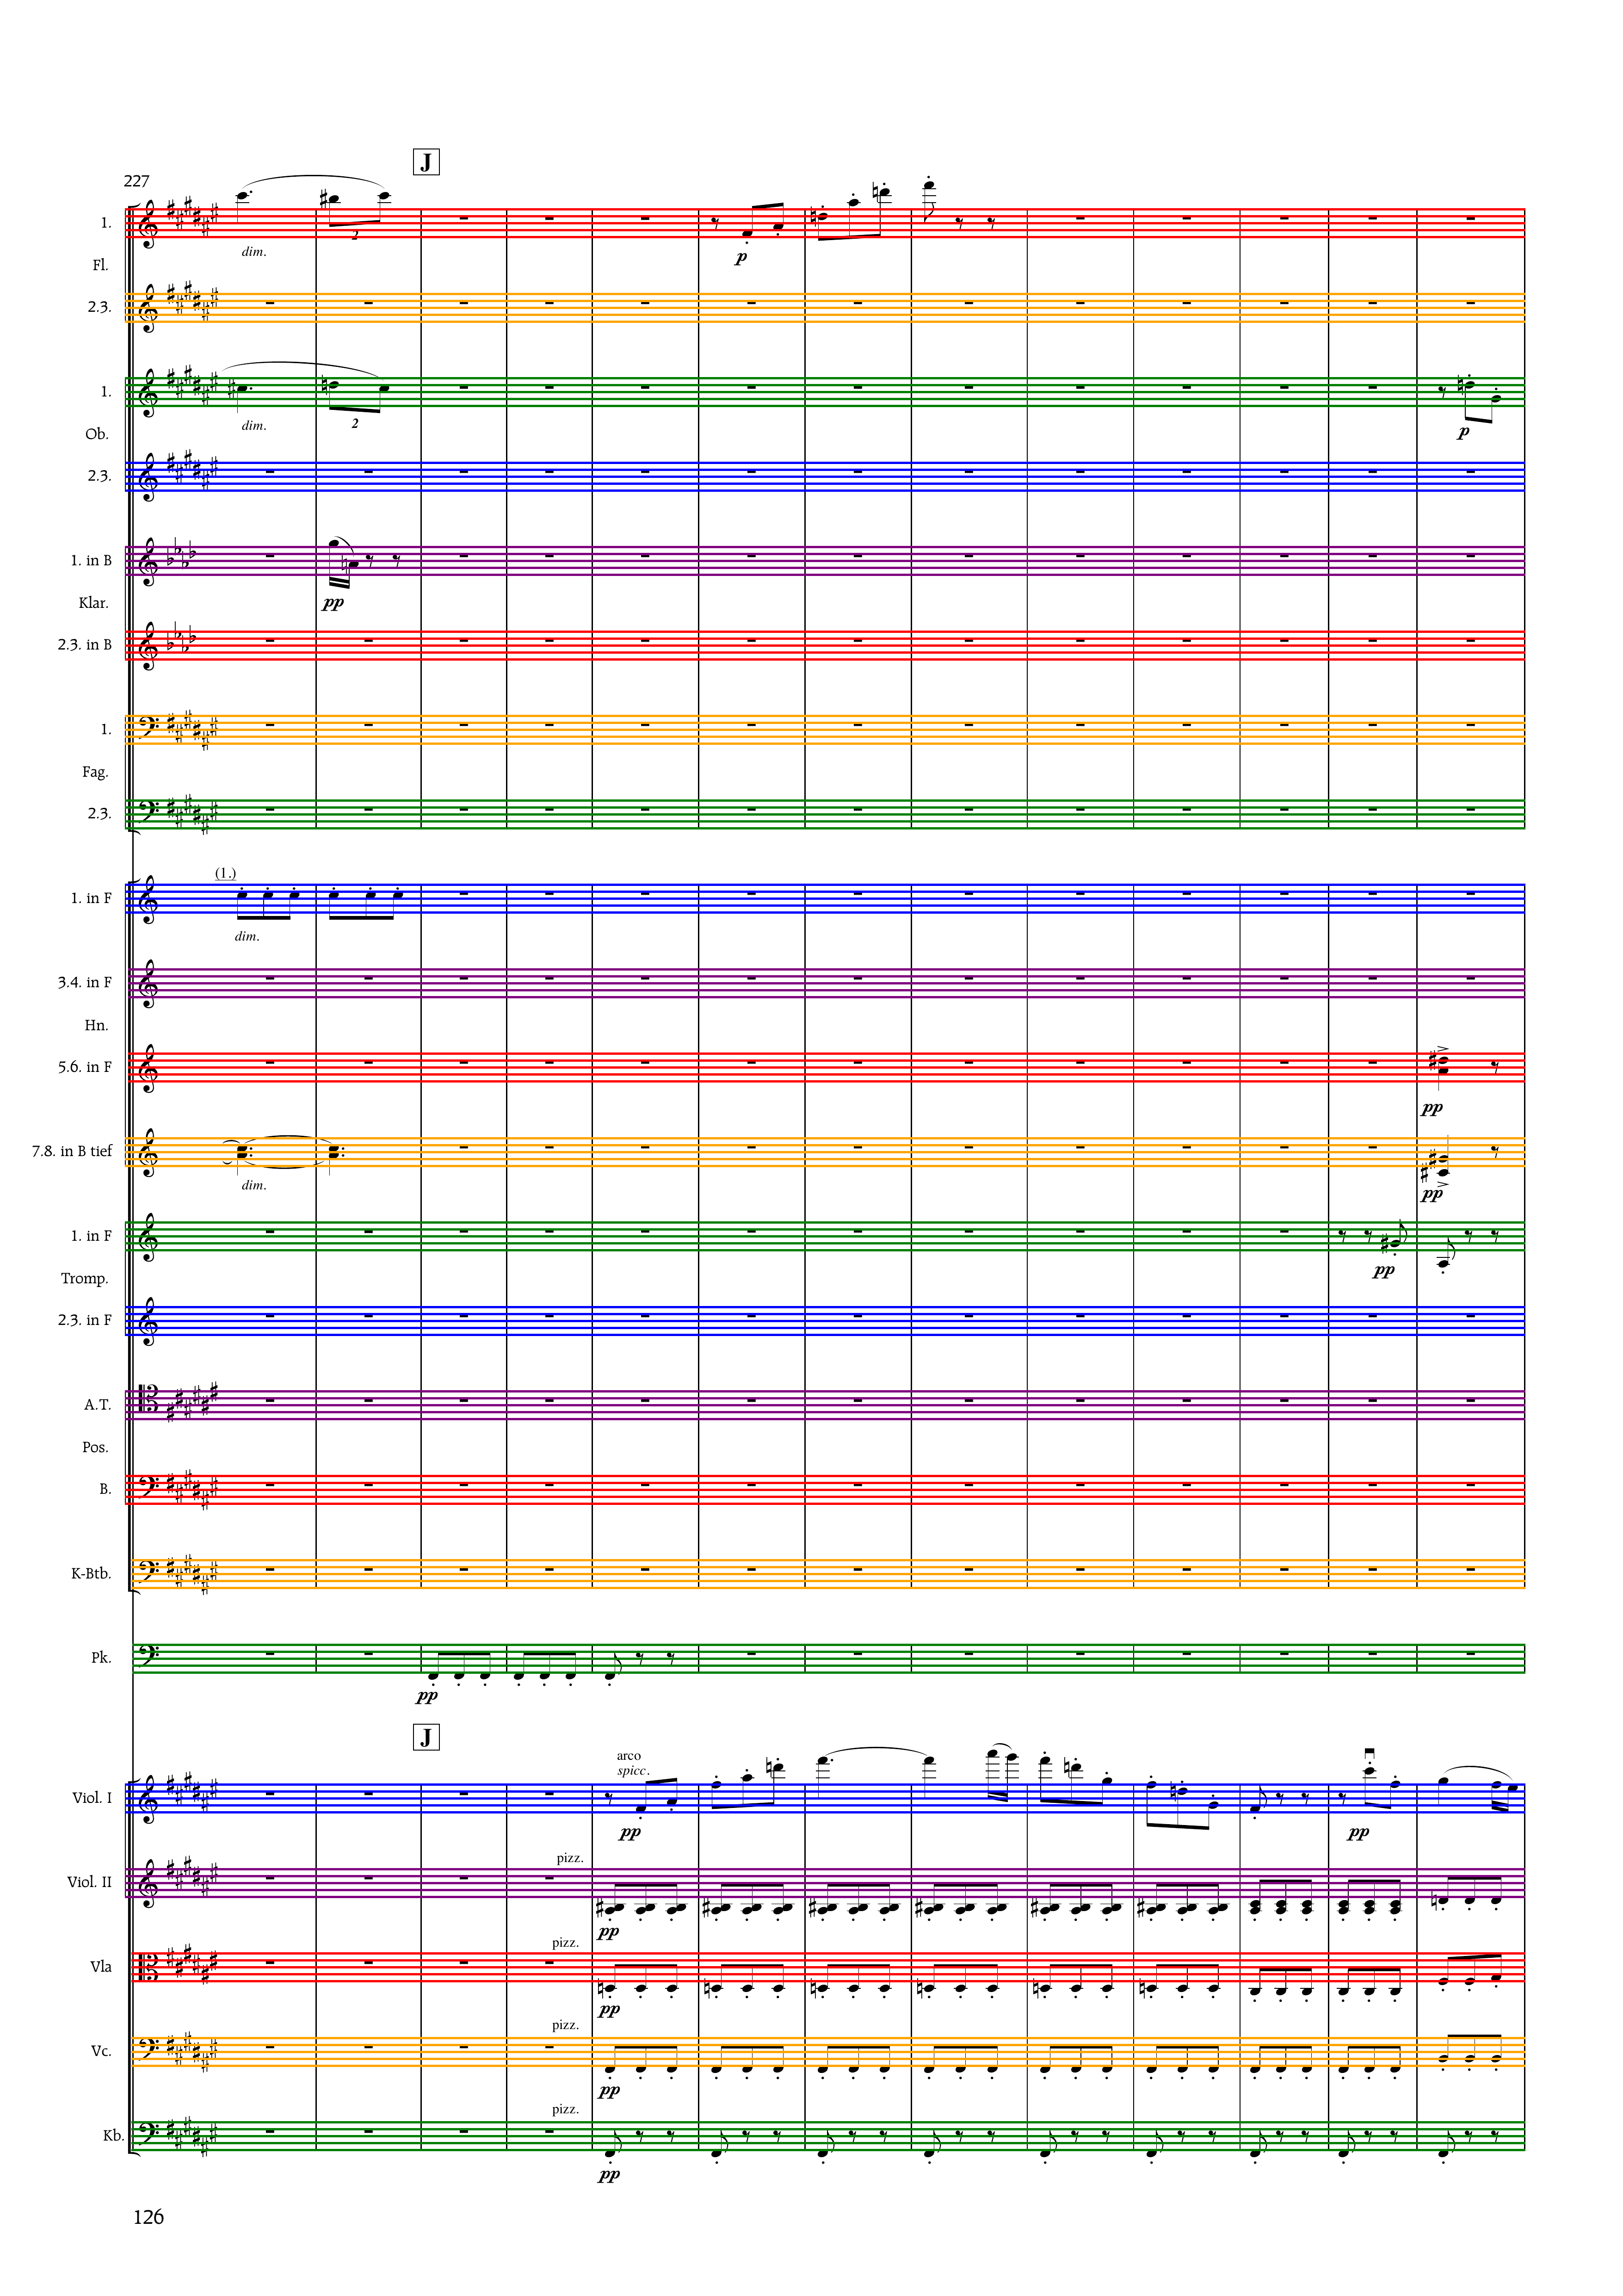 J
227
1.
2
p
dim.
Fl.
2.3.
1.
dim.
2
p
Ob.
2.3.
1. in B
pp
Klar.
2.3. in B
1.
Fag.
2.3.
(1.)
1. in F
dim.
3.4. in F
Hn.
5.6. in F
pp
7.8. in B tief
dim.
pp
1. in F
pp
Tromp.
2.3. in F
A.T.
Pos.
B.
K-Btb.
Pk.
pp
J
arco
spicc.
Viol. I
pp
pp
pizz.
Viol. II
pp
pizz.
Vla
pp
pizz.
Vc.
pp
pizz.
Kb.
pp
126